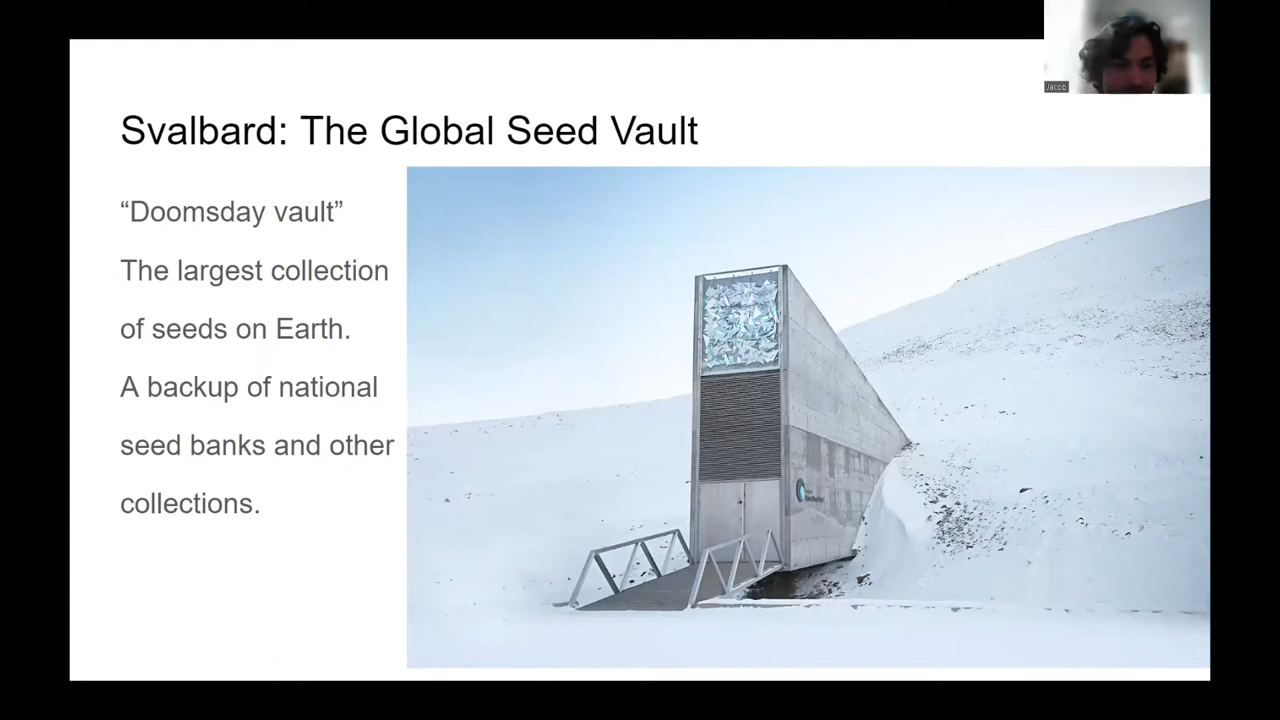 Jacob
Svalbard: The Global Seed Vault
“Doomsday vault”
The largest collection
of seeds on Earth.
A backup of national
seed banks and other
collections.